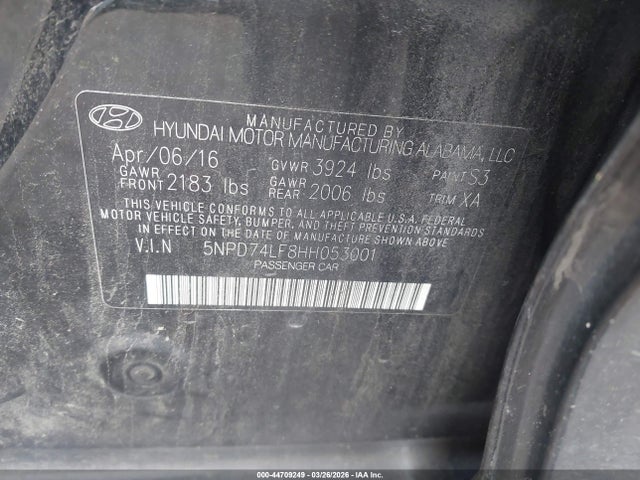 MANUFACTURED BY
HYUNDAI MOTOR MANUFACTURING ALABAMA, LLC
Apr/06/16 GVWR 3924 lbs PAINT S3
GAWR FRONT 2183 lbs GAWR REAR 2006 lbs TRIM XA
THIS VEHICLE CONFORMS TO ALL APPLICABLE U.S.A. FEDERAL
MOTOR VEHICLE SAFETY, BUMPER, AND THEFT PREVENTION STANDARDS
IN EFFECT ON THE DATE OF MANUFACTURE SHOWN ABOVE.
V.I.N 5NPD74LF8HH053001
PASSENGER CAR
000-44709249 | 03/26/2026 - IAA Inc.